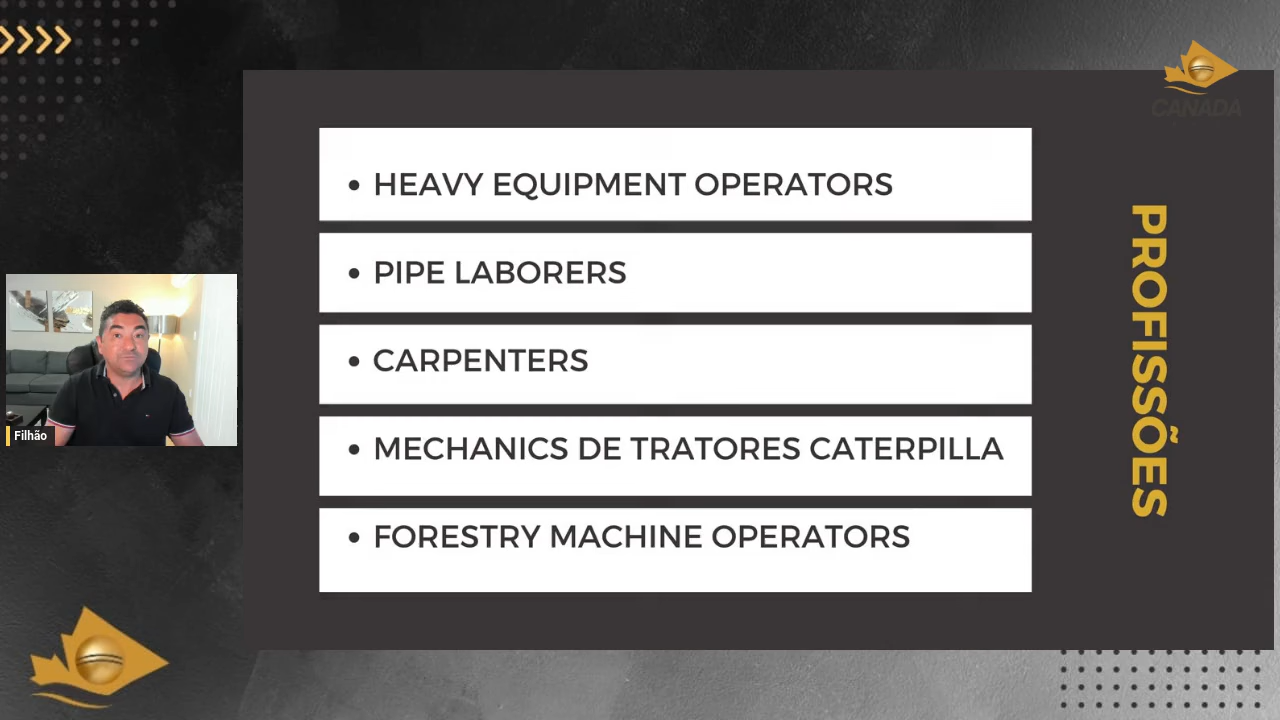 CANADA
• HEAVY EQUIPMENT OPERATORS
• PIPE LABORERS
• CARPENTERS
• MECHANICS DE TRATORES CATERPILLA
• FORESTRY MACHINE OPERATORS
PROFISSÕES
Filhão